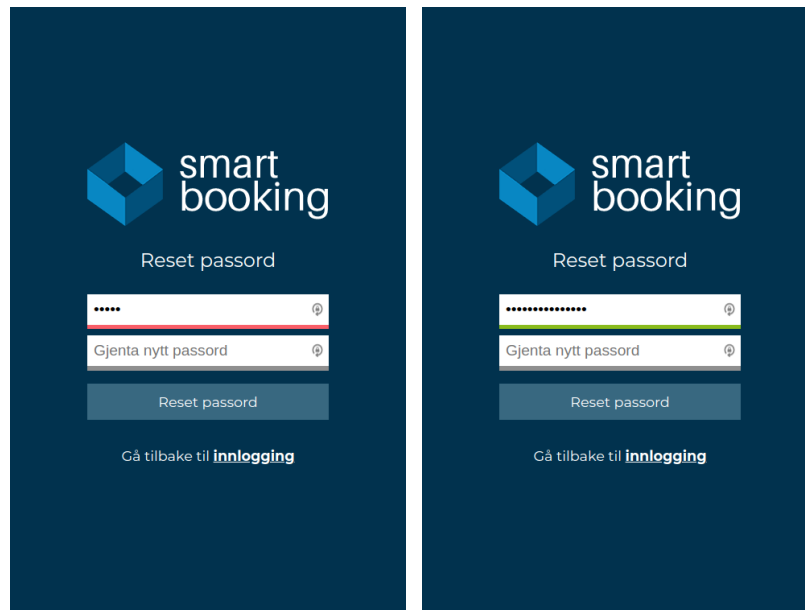 smart
booking
Reset passord
•••••
Gjenta nytt passord
Reset passord
Gå tilbake til innlogging
smart
booking
Reset passord
•••••••••••••••
Gjenta nytt passord
Reset passord
Gå tilbake til innlogging